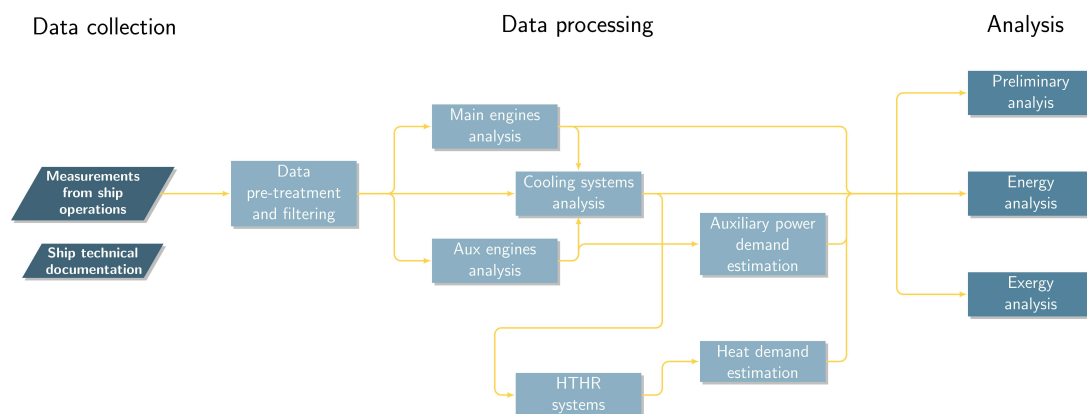 Data collection
Data processing
Analysis
Measurements
from ship
operations
Ship technical
documentation
Data
pre-treatment
and filtering
Main engines
analysis
Cooling systems
analysis
Aux engines
analysis
Auxiliary power
demand
estimation
HTHR
systems
Heat demand
estimation
Preliminary
analyis
Energy
analysis
Exergy
analysis